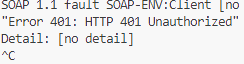 SOAP 1.1 fault SOAP-ENV:Client [no
"Error 401: HTTP 401 Unauthorized"
Detail: [no detail]
^C